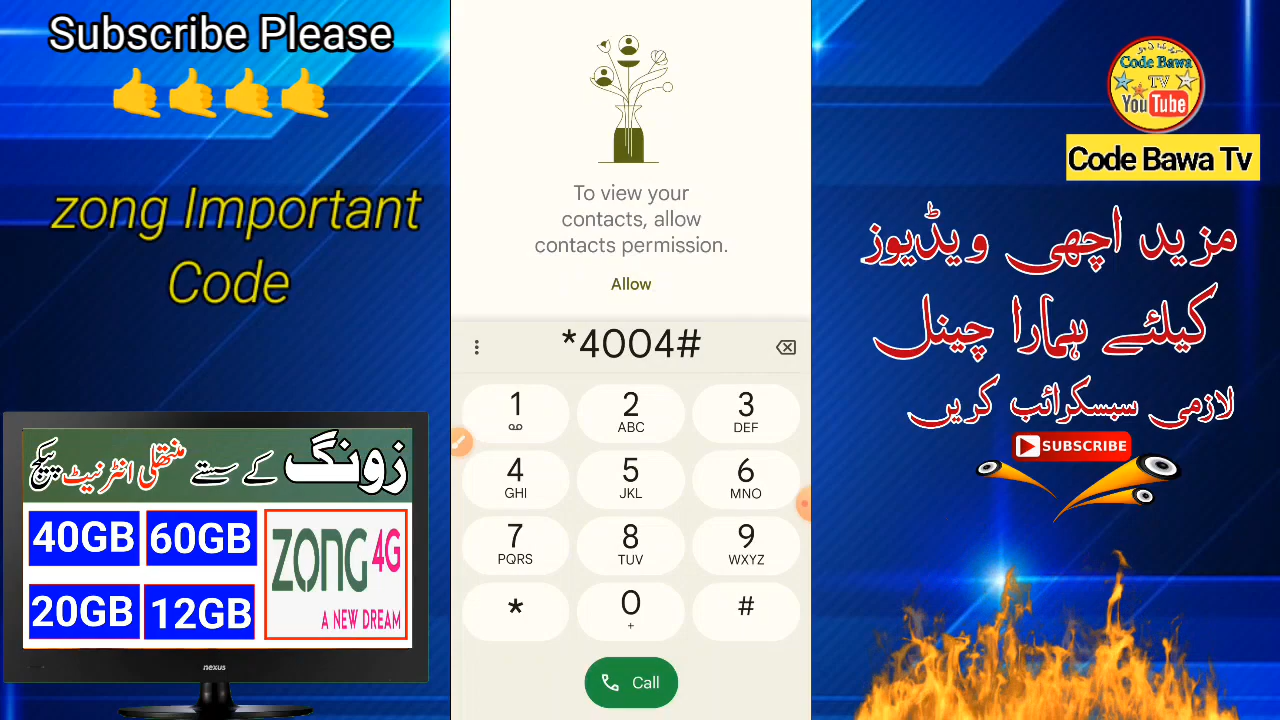 Subscribe Please
zong Important
Code
زونگ کے سستے منتھلی انٹرنیٹ پیکج
40GB 60GB
20GB 12GB
ZONG 4G
A NEW DREAM
nexus
To view your
contacts, allow
contacts permission.
Allow
*4004#
1
2 ABC
3 DEF
4 GHI
5 JKL
6 MNO
7 PQRS
8 TUV
9 WXYZ
*
0 +
#
Call
Code Bawa
TV
YouTube
Code Bawa Tv
مزید اچھی ویڈیوز
کیلئے ہمارا چینل
لازمی سبسکرائب کریں
SUBSCRIBE